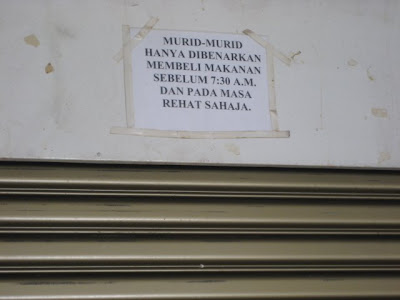 MURID-MURID
HANYA DIBENARKAN
MEMBELI MAKANAN
SEBELUM 7:30 A.M.
DAN PADA MASA
REHAT SAHAJA.